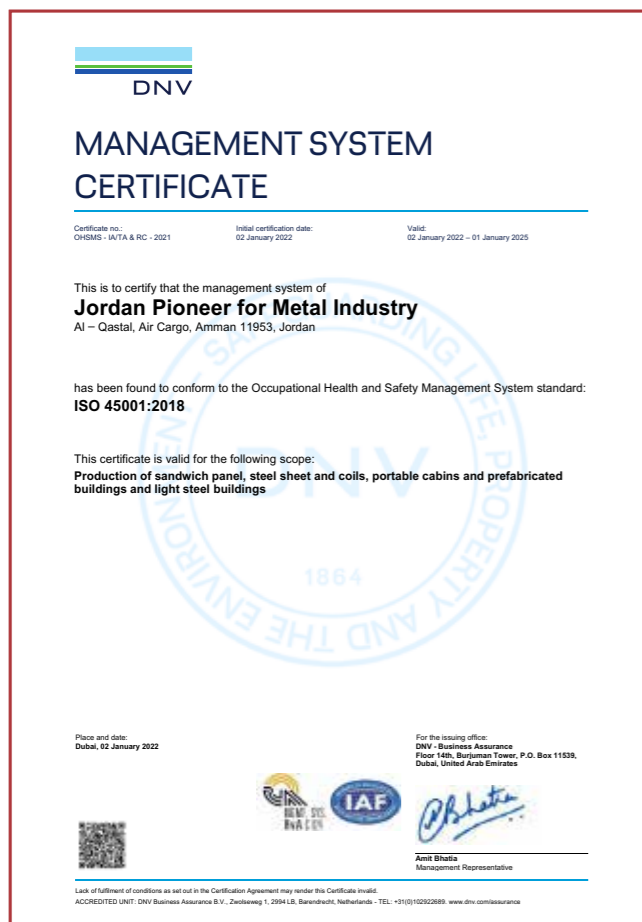 DNV
MANAGEMENT SYSTEM
CERTIFICATE
Certificate no.:
OHSMS - IA/TA & RC - 2021
Initial certification date:
02 January 2022
Valid:
02 January 2022 – 01 January 2025
This is to certify that the management system of
Jordan Pioneer for Metal Industry
Al – Qastal, Air Cargo, Amman 11953, Jordan
has been found to conform to the Occupational Health and Safety Management System standard:
ISO 45001:2018
This certificate is valid for the following scope:
Production of sandwich panel, steel sheet and coils, portable cabins and prefabricated
buildings and light steel buildings
SAFEGUARDING LIFE, PROPERTY AND THE ENVIRONMENT
DNV
1864
Place and date:
Dubai, 02 January 2022
For the issuing office:
DNV - Business Assurance
Floor 14th, Burjuman Tower, P.O. Box 11539,
Dubai, United Arab Emirates
IAF
Amit Bhatia
Management Representative
Lack of fulfilment of conditions as set out in the Certification Agreement may render this Certificate invalid.
ACCREDITED UNIT: DNV Business Assurance B.V., Zwolseweg 1, 2994 LB, Barendrecht, Netherlands - TEL: +31(0)102922689. www.dnv.com/assurance